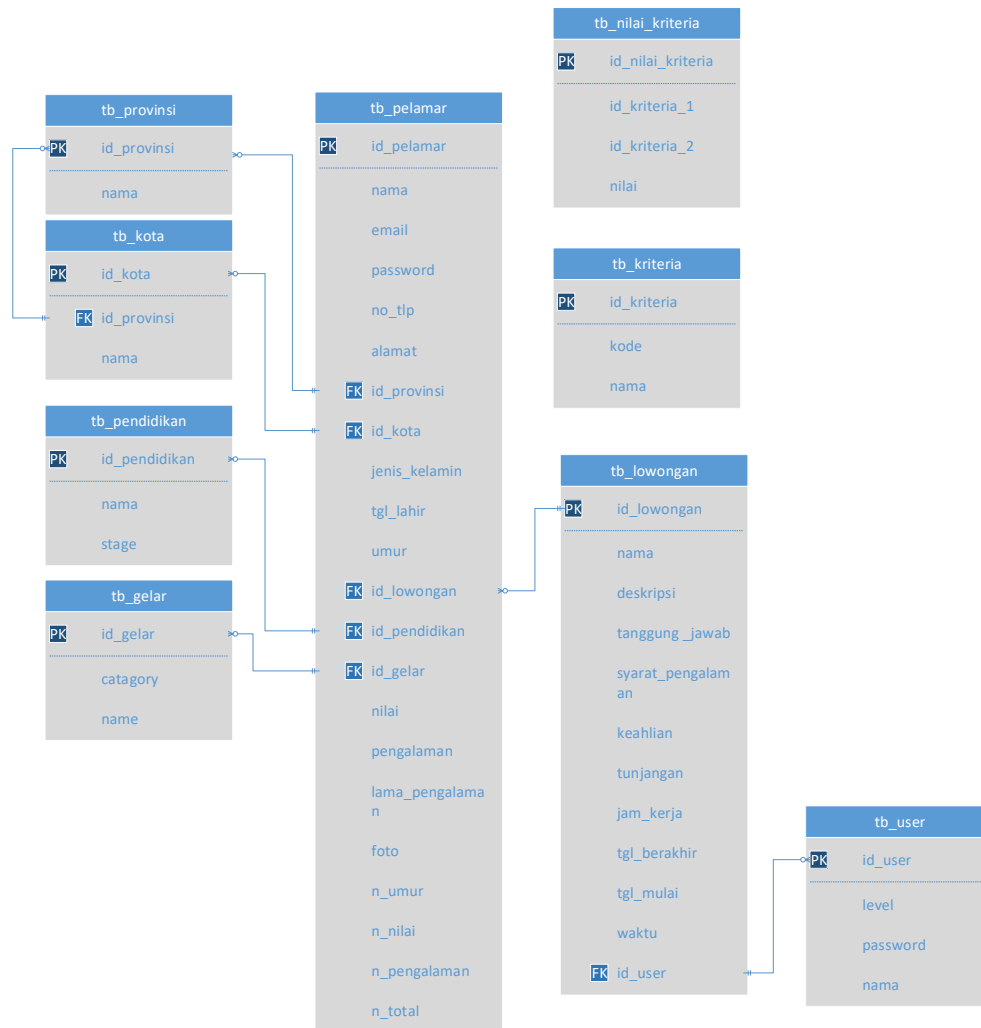 tb_nilai_kriteria
PK id_nilai_kriteria
id_kriteria_1
id_kriteria_2
nilai
tb_provinsi
PK id_provinsi
nama
tb_kota
PK id_kota
FK id_provinsi
nama
tb_pendidikan
PK id_pendidikan
nama
stage
tb_gelar
PK id_gelar
catagory
name
tb_pelamar
PK id_pelamar
nama
email
password
no_tlp
alamat
FK id_provinsi
FK id_kota
jenis_kelamin
tgl_lahir
umur
FK id_lowongan
FK id_pendidikan
FK id_gelar
nilai
pengalaman
lama_pengalama
n
foto
n_umur
n_nilai
n_pengalaman
n_total
tb_kriteria
PK id_kriteria
kode
nama
tb_lowongan
PK id_lowongan
nama
deskripsi
tanggung _jawab
syarat_pengalam
an
keahlian
tunjangan
jam_kerja
tgl_berakhir
tgl_mulai
waktu
FK id_user
tb_user
PK id_user
level
password
nama